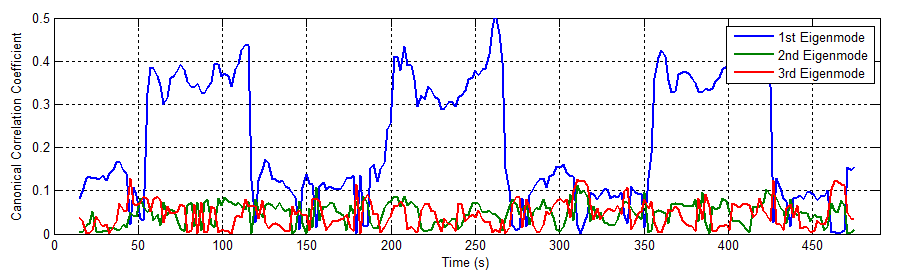 Canonical Correlation Coefficient
0.5
0.4
0.3
0.2
0.1
0
1st Eigenmode
2nd Eigenmode
3rd Eigenmode
0 50 100 150 200 250 300 350 400 450
Time (s)